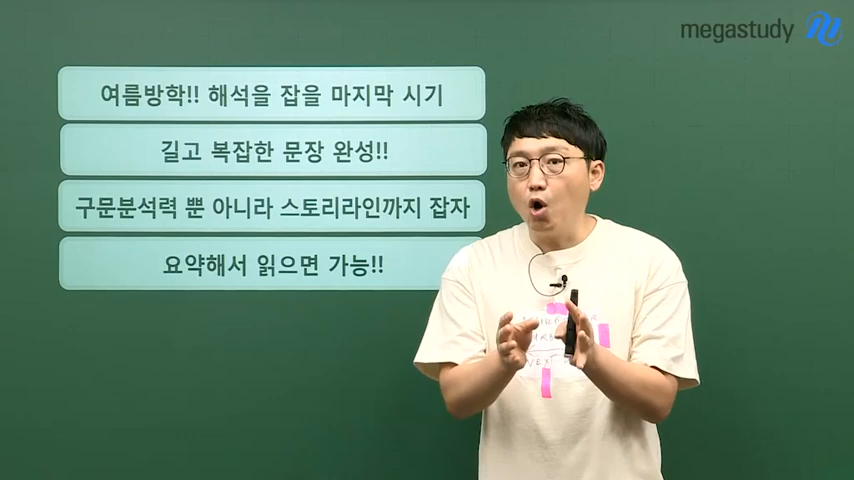 megastudy
여름방학!! 해석을 잡을 마지막 시기
길고 복잡한 문장 완성!!
구문분석력 뿐 아니라 스토리라인까지 잡자
요약해서 읽으면 가능!!